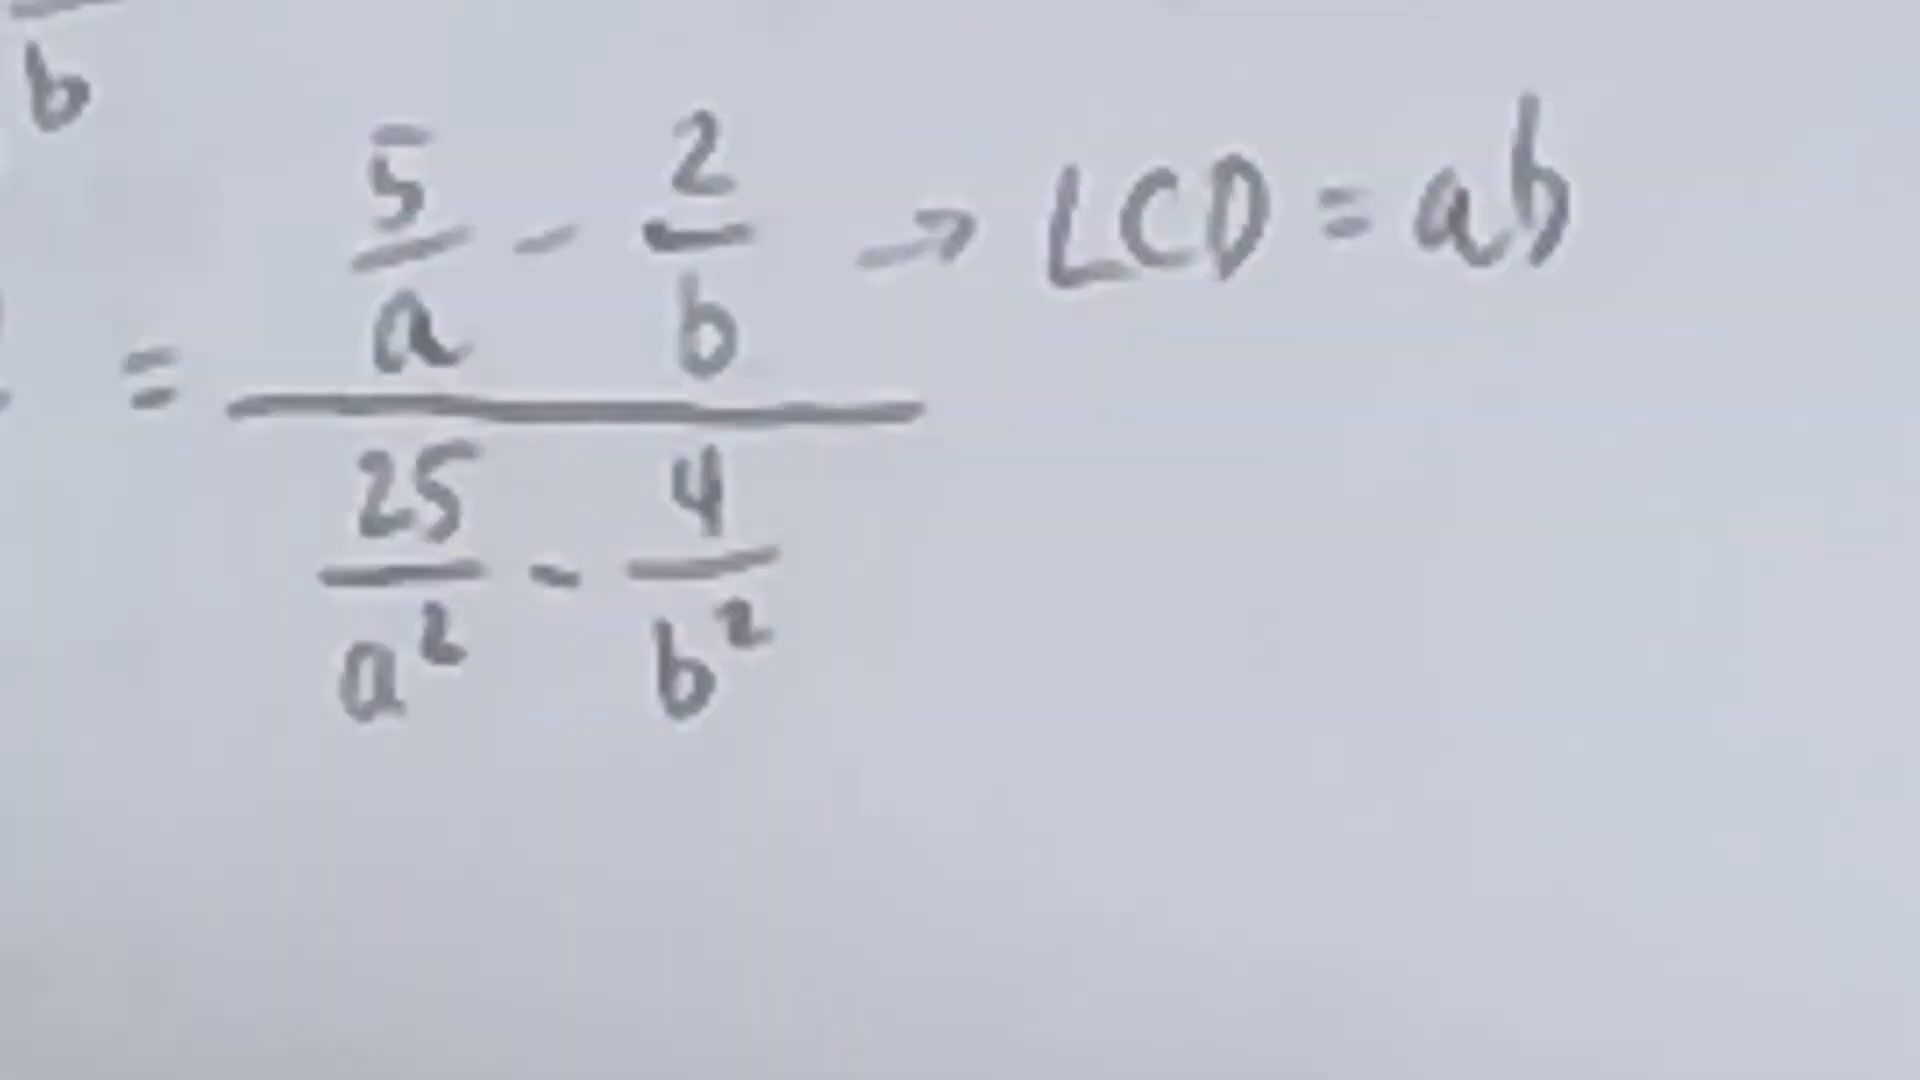 b
5/a - 2/b → LCD = ab
=
25/a² - 4/b²